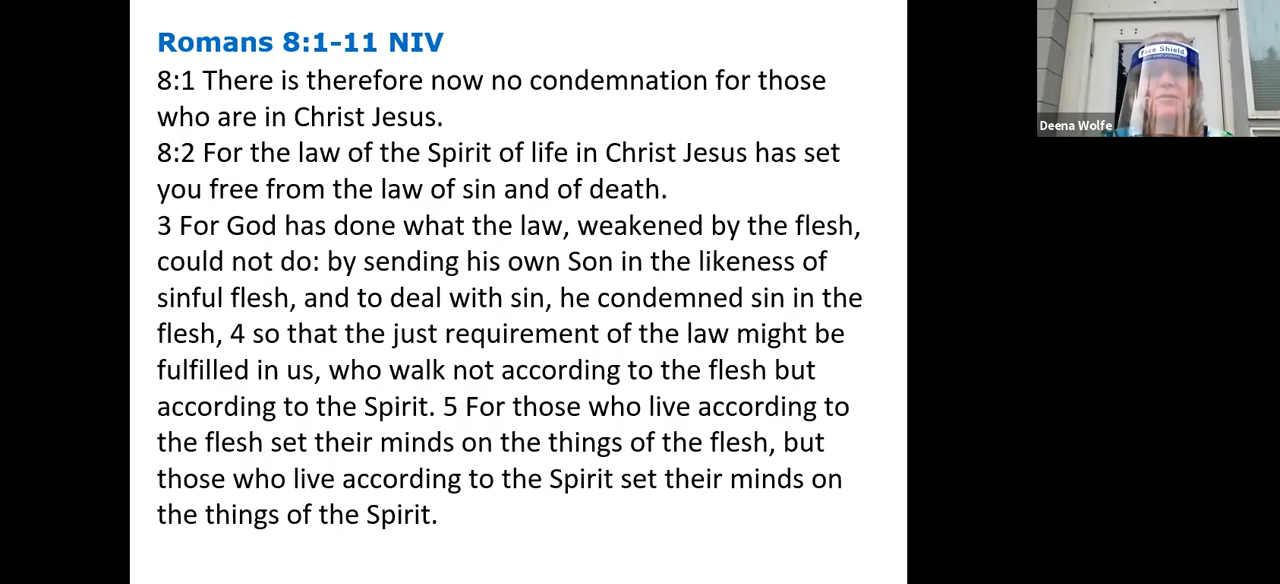 Romans 8:1-11 NIV
8:1 There is therefore now no condemnation for those
who are in Christ Jesus.
8:2 For the law of the Spirit of life in Christ Jesus has set
you free from the law of sin and of death.
3 For God has done what the law, weakened by the flesh,
could not do: by sending his own Son in the likeness of
sinful flesh, and to deal with sin, he condemned sin in the
flesh, 4 so that the just requirement of the law might be
fulfilled in us, who walk not according to the flesh but
according to the Spirit. 5 For those who live according to
the flesh set their minds on the things of the flesh, but
those who live according to the Spirit set their minds on
the things of the Spirit.
Face Shield
Deena Wolfe